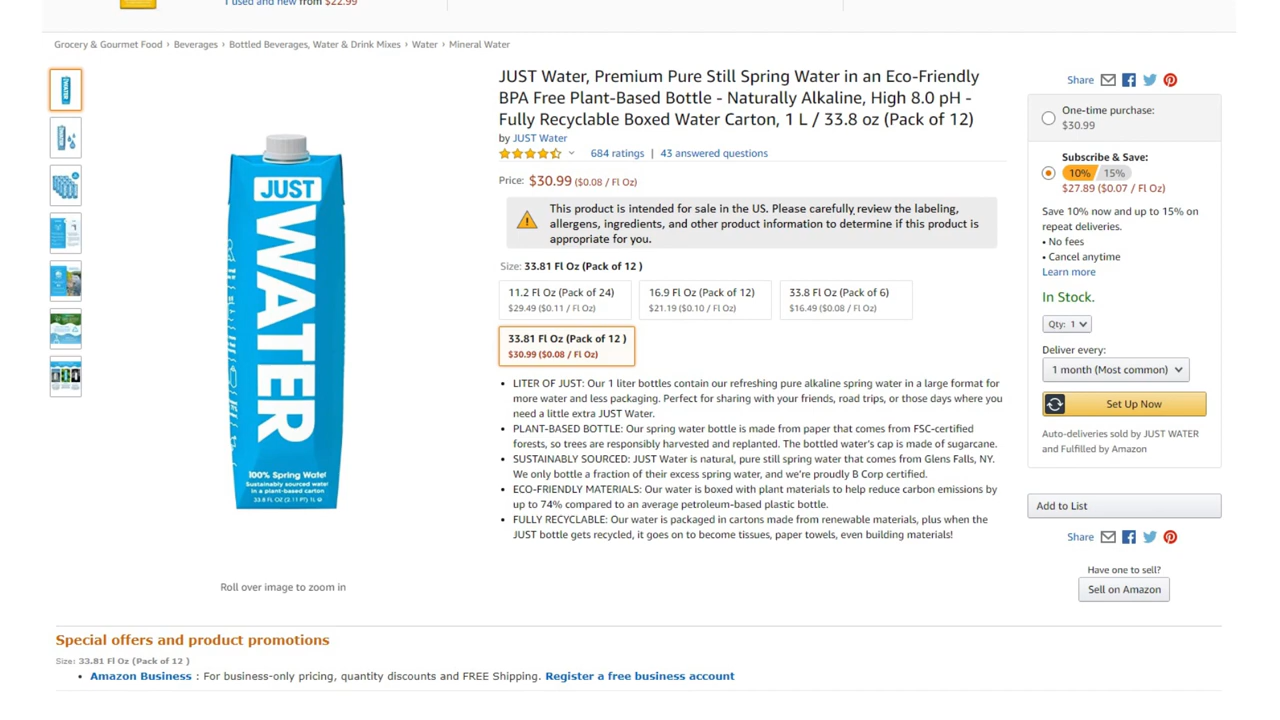 1 used and new from $22.99
Grocery & Gourmet Food › Beverages › Bottled Beverages, Water & Drink Mixes › Water › Mineral Water
JUST
WATER
100% Spring Water
Sustainably sourced water
in a plant-based carton
33.8 FL OZ (2.11 PT) 1L
Roll over image to zoom in
JUST Water, Premium Pure Still Spring Water in an Eco-Friendly
BPA Free Plant-Based Bottle - Naturally Alkaline, High 8.0 pH -
Fully Recyclable Boxed Water Carton, 1 L / 33.8 oz (Pack of 12)
by JUST Water
684 ratings | 43 answered questions
Price: $30.99 ($0.08 / Fl Oz)
This product is intended for sale in the US. Please carefully review the labeling,
allergens, ingredients, and other product information to determine if this product is
appropriate for you.
Size: 33.81 Fl Oz (Pack of 12 )
11.2 Fl Oz (Pack of 24)
$29.49 ($0.11 / Fl Oz)
16.9 Fl Oz (Pack of 12)
$21.19 ($0.10 / Fl Oz)
33.8 Fl Oz (Pack of 6)
$16.49 ($0.08 / Fl Oz)
33.81 Fl Oz (Pack of 12 )
$30.99 ($0.08 / Fl Oz)
• LITER OF JUST: Our 1 liter bottles contain our refreshing pure alkaline spring water in a large format for
more water and less packaging. Perfect for sharing with your friends, road trips, or those days where you
need a little extra JUST Water.
• PLANT-BASED BOTTLE: Our spring water bottle is made from paper that comes from FSC-certified
forests, so trees are responsibly harvested and replanted. The bottled water's cap is made of sugarcane.
• SUSTAINABLY SOURCED: JUST Water is natural, pure still spring water that comes from Glens Falls, NY.
We only bottle a fraction of their excess spring water, and we're proudly B Corp certified.
• ECO-FRIENDLY MATERIALS: Our water is boxed with plant materials to help reduce carbon emissions by
up to 74% compared to an average petroleum-based plastic bottle.
• FULLY RECYCLABLE: Our water is packaged in cartons made from renewable materials, plus when the
JUST bottle gets recycled, it goes on to become tissues, paper towels, even building materials!
Share
One-time purchase:
$30.99
Subscribe & Save:
10% 15%
$27.89 ($0.07 / Fl Oz)
Save 10% now and up to 15% on
repeat deliveries.
• No fees
• Cancel anytime
Learn more
In Stock.
Qty: 1
Deliver every:
1 month (Most common)
Set Up Now
Auto-deliveries sold by JUST WATER
and Fulfilled by Amazon
Add to List
Share
Have one to sell?
Sell on Amazon
Special offers and product promotions
Size: 33.81 Fl Oz (Pack of 12 )
• Amazon Business : For business-only pricing, quantity discounts and FREE Shipping. Register a free business account